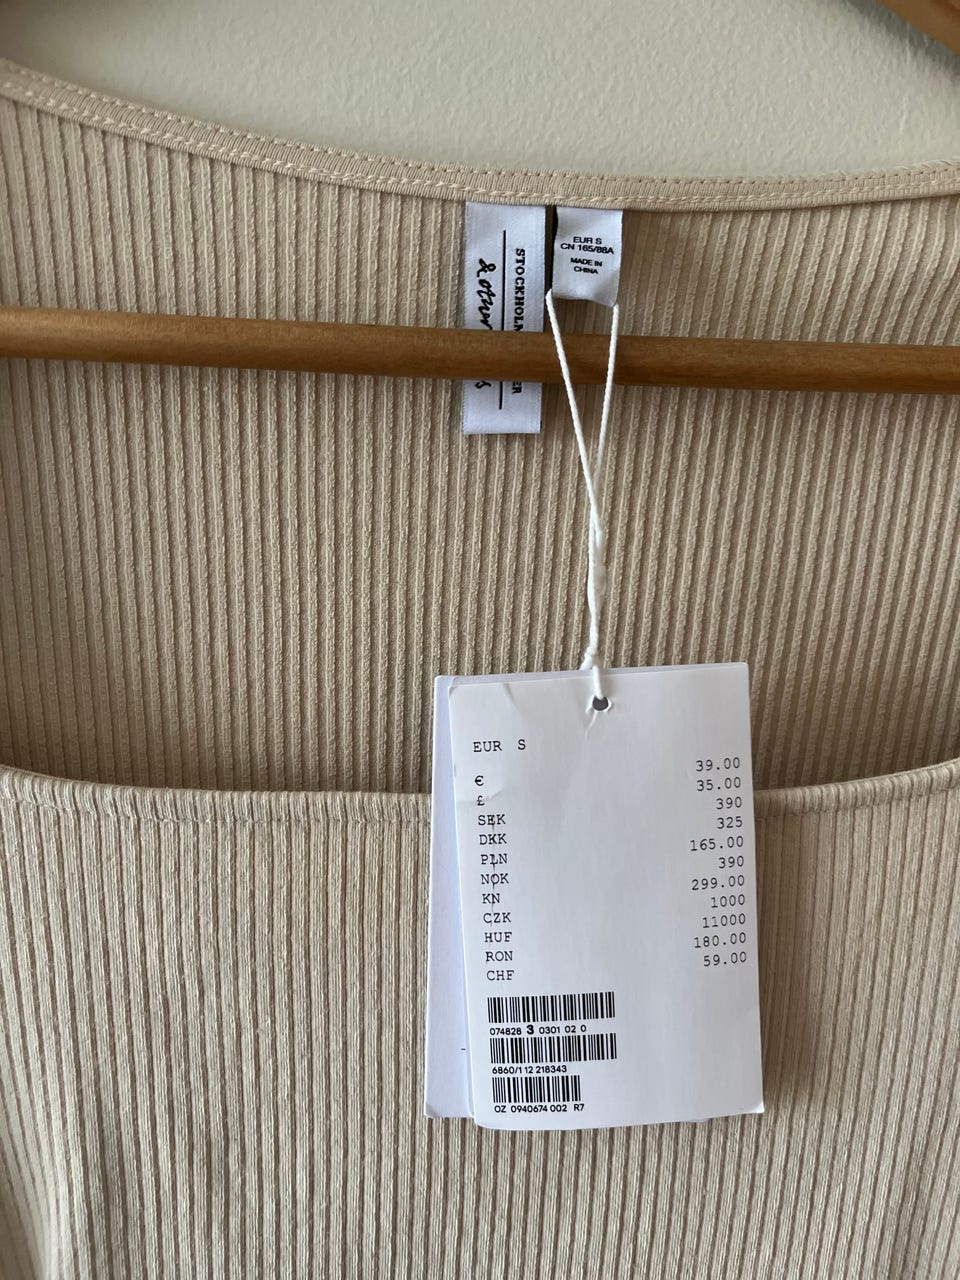 STOCKHOLM
&
EUR S
CN 165/88A
MADE IN
CHINA
EUR S
€ 39.00
£ 35.00
SEK 390
DKK 325
PLN 165.00
NOK 390
KN 299.00
CZK 1000
HUF 11000
RON 180.00
CHF 59.00
074828 3 0301 02 0
6860/1 12 218343
OZ 0940674 002 R7